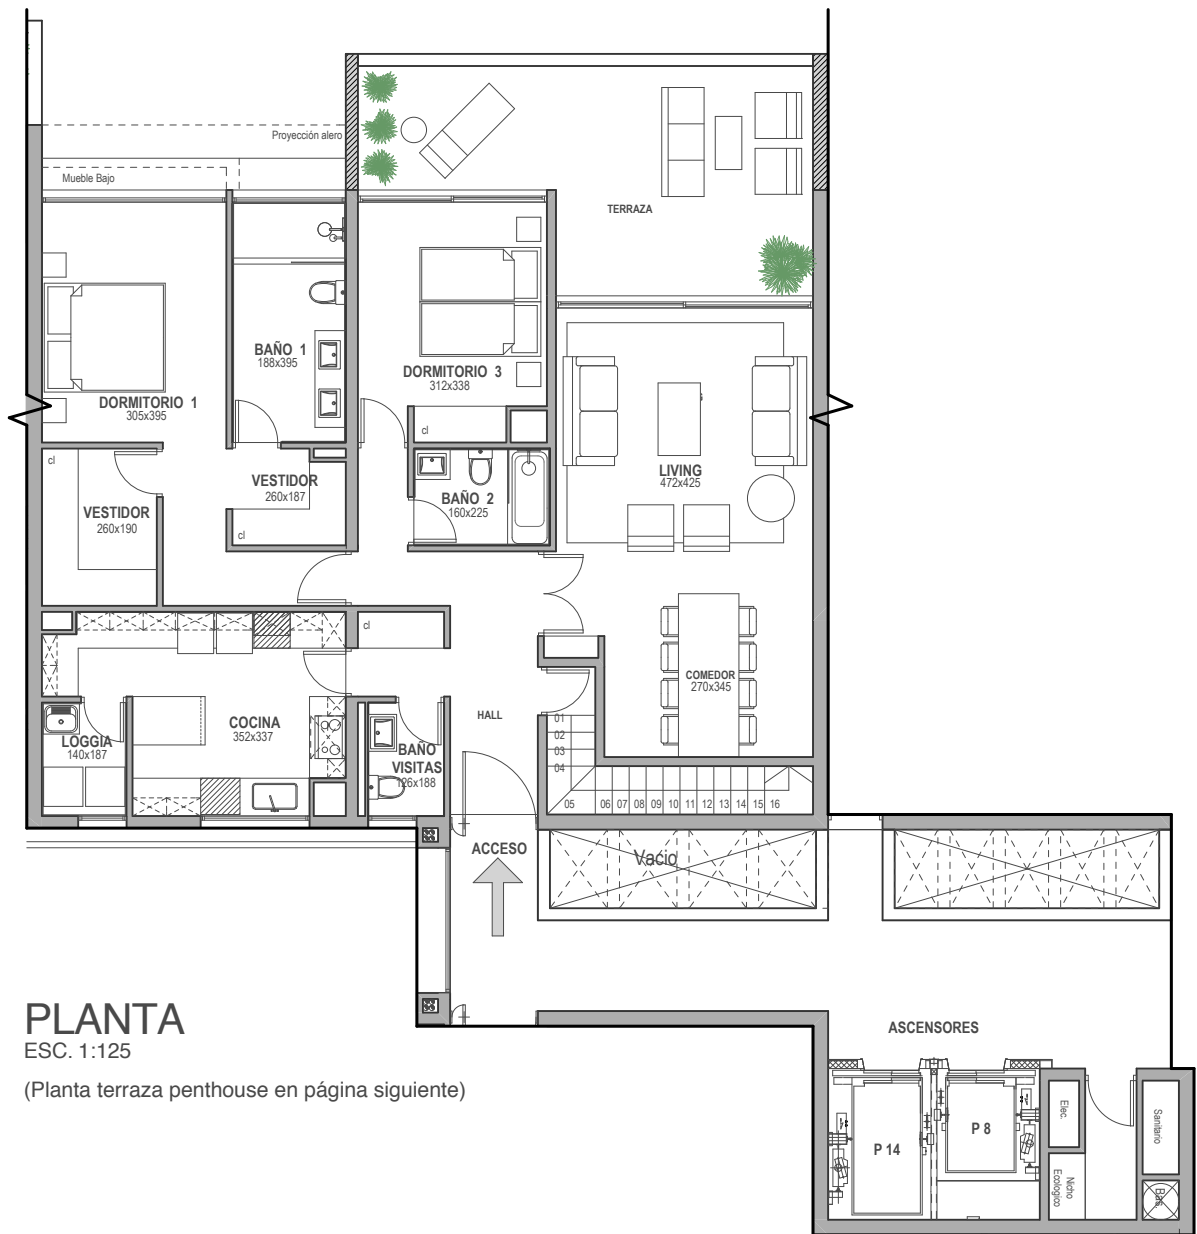 Proyección alero
Mueble Bajo
TERRAZA
BAÑO 1
188x395
DORMITORIO 3
312x338
DORMITORIO 1
305x395
cl
cl
LIVING
472x425
VESTIDOR
260x187
BAÑO 2
160x225
VESTIDOR
260x190
cl
cl
COMEDOR
270x345
HALL
01
02
03
04
05
06 07 08 09 10 11 12 13 14 15 16
COCINA
352x337
LOGGIA
140x187
BAÑO
VISITAS
126x188
ACCESO
Vacio
PLANTA
ESC. 1:125
(Planta terraza penthouse en página siguiente)
ASCENSORES
P 14
P 8
Elec.
Nicho
Ecologico
Sanitario
Bas.